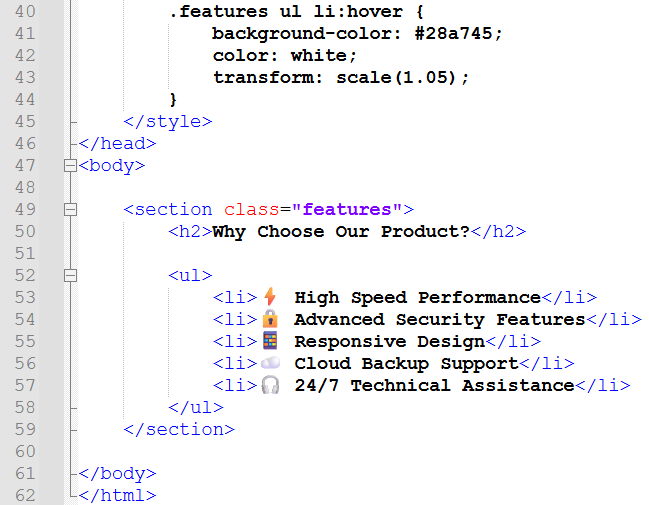 40 .features ul li:hover {
41 background-color: #28a745;
42 color: white;
43 transform: scale(1.05);
44 }
45 </style>
46 </head>
47 <body>
48
49 <section class="features">
50 <h2>Why Choose Our Product?</h2>
51
52 <ul>
53 <li>⚡ High Speed Performance</li>
54 <li>🔒 Advanced Security Features</li>
55 <li> Responsive Design</li>
56 <li>☁ Cloud Backup Support</li>
57 <li>🎧 24/7 Technical Assistance</li>
58 </ul>
59 </section>
60
61 </body>
62 </html>